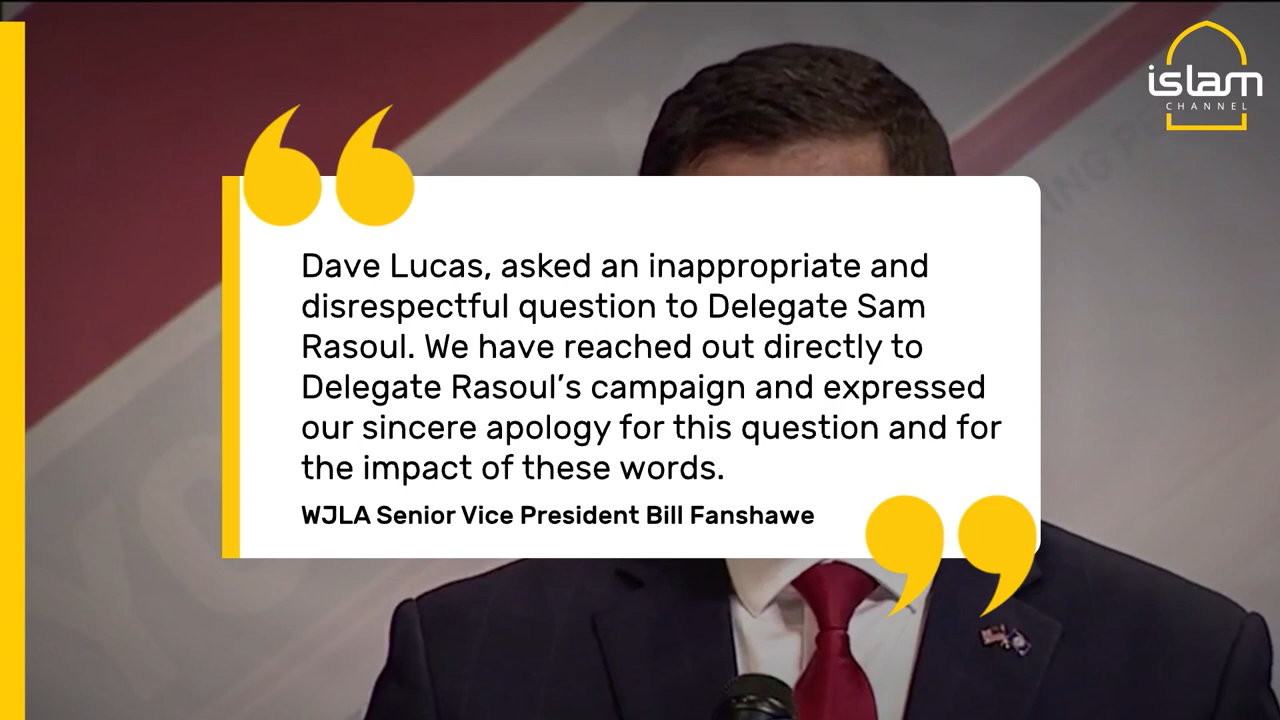 islam
CHANNEL
Dave Lucas, asked an inappropriate and
disrespectful question to Delegate Sam
Rasoul. We have reached out directly to
Delegate Rasoul’s campaign and expressed
our sincere apology for this question and for
the impact of these words.
WJLA Senior Vice President Bill Fanshawe